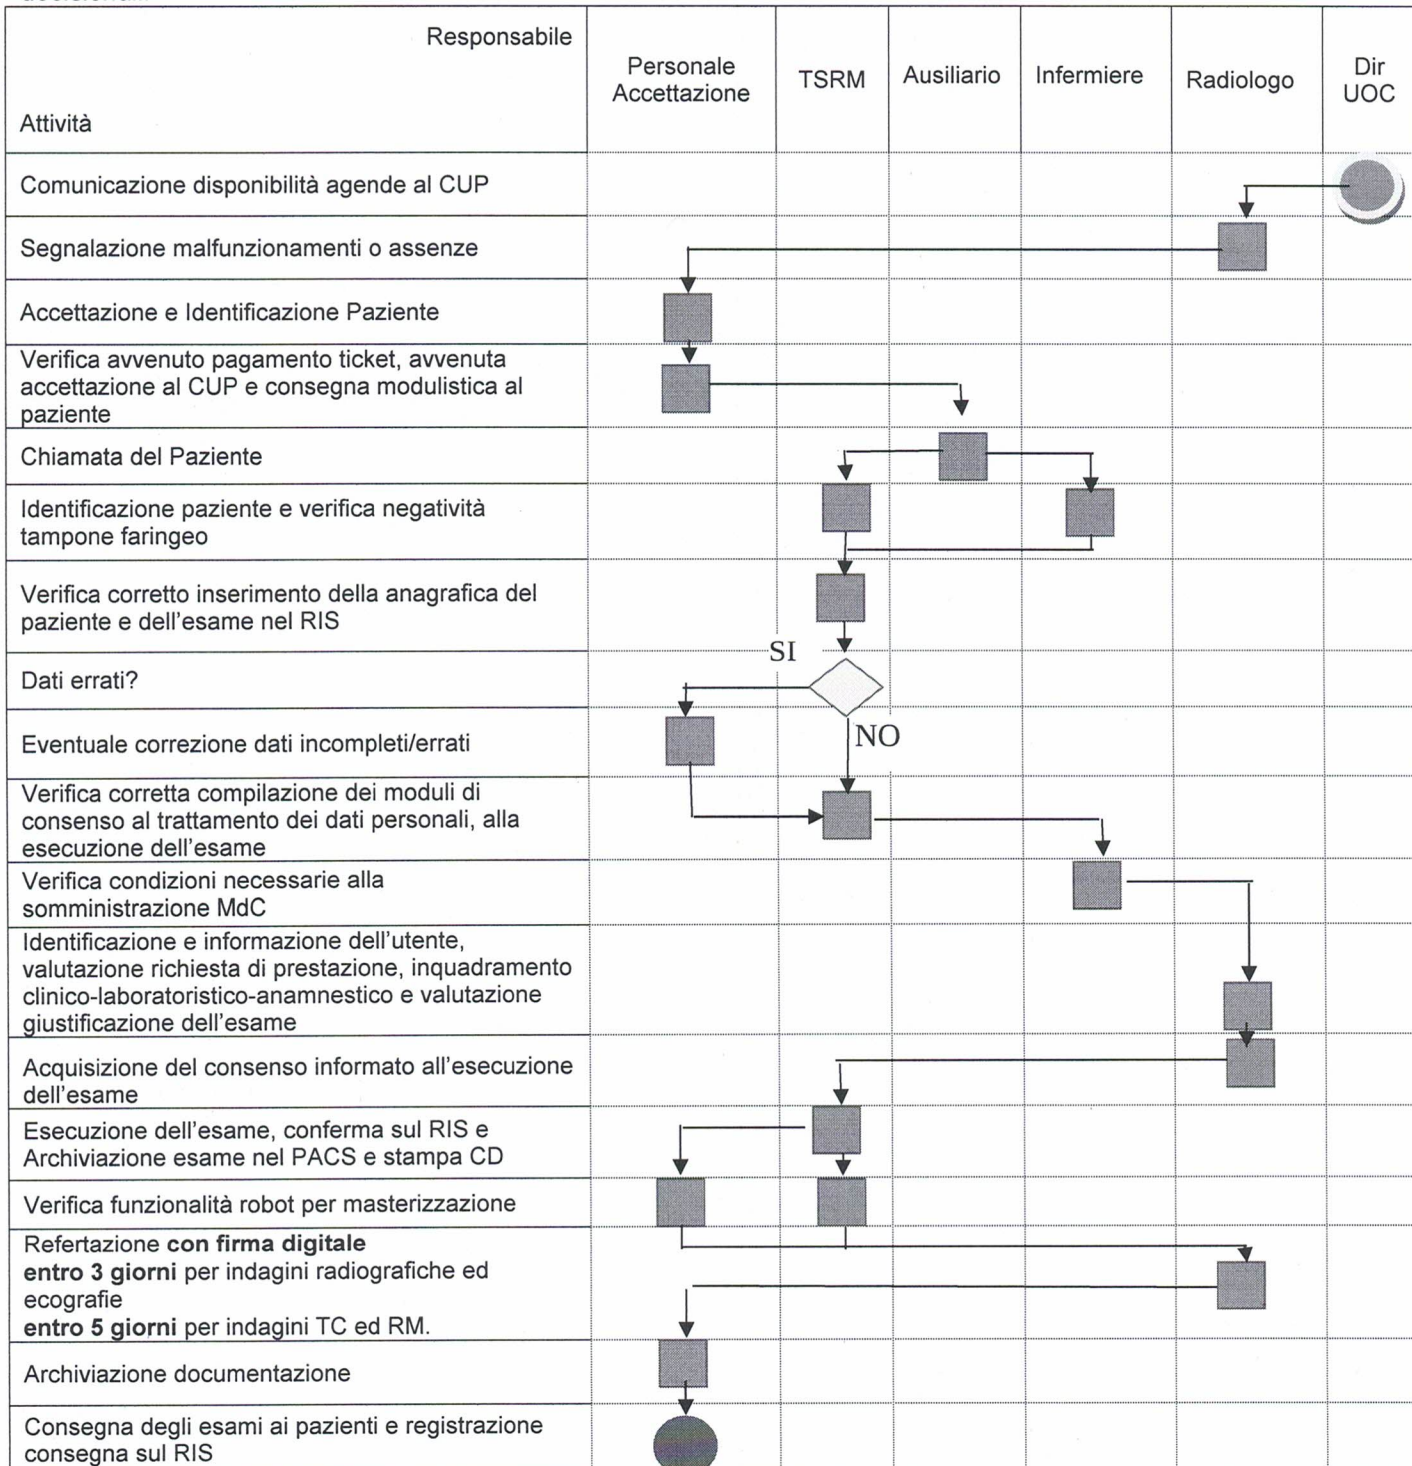 Responsabile
Attività
Personale
Accettazione
TSRM
Ausiliario
Infermiere
Radiologo
Dir
UOC
Comunicazione disponibilità agende al CUP
Segnalazione malfunzionamenti o assenze
Accettazione e Identificazione Paziente
Verifica avvenuto pagamento ticket, avvenuta
accettazione al CUP e consegna modulistica al
paziente
Chiamata del Paziente
Identificazione paziente e verifica negatività
tampone faringeo
Verifica corretto inserimento della anagrafica del
paziente e dell'esame nel RIS
SI
Dati errati?
NO
Eventuale correzione dati incompleti/errati
Verifica corretta compilazione dei moduli di
consenso al trattamento dei dati personali, alla
esecuzione dell'esame
Verifica condizioni necessarie alla
somministrazione MdC
Identificazione e informazione dell'utente,
valutazione richiesta di prestazione, inquadramento
clinico-laboratoristico-anamnestico e valutazione
giustificazione dell'esame
Acquisizione del consenso informato all'esecuzione
dell'esame
Esecuzione dell'esame, conferma sul RIS e
Archiviazione esame nel PACS e stampa CD
Verifica funzionalità robot per masterizzazione
Refertazione con firma digitale
entro 3 giorni per indagini radiografiche ed
ecografie
entro 5 giorni per indagini TC ed RM.
Archiviazione documentazione
Consegna degli esami ai pazienti e registrazione
consegna sul RIS